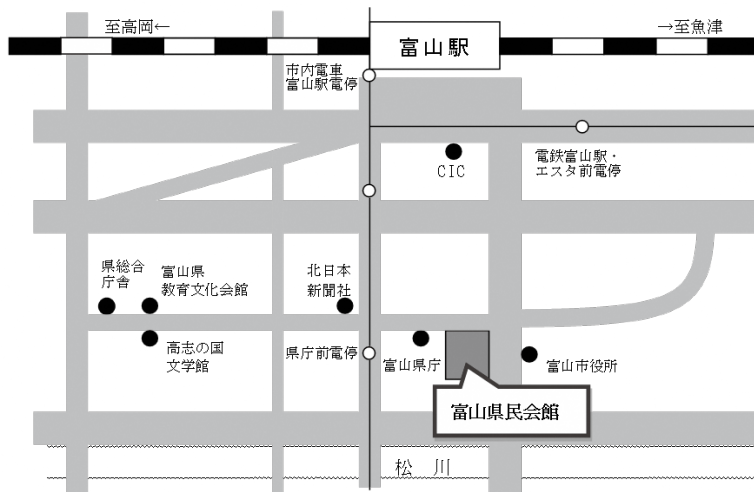 至高岡←
→至魚津
富山駅
市内電車
富山駅電停
電鉄富山駅・
エスタ前電停
CIC
県総合
庁舎
富山県
教育文化会館
北日本
新聞社
高志の国
文学館
県庁前電停
富山県庁
富山市役所
富山県民会館
松 川